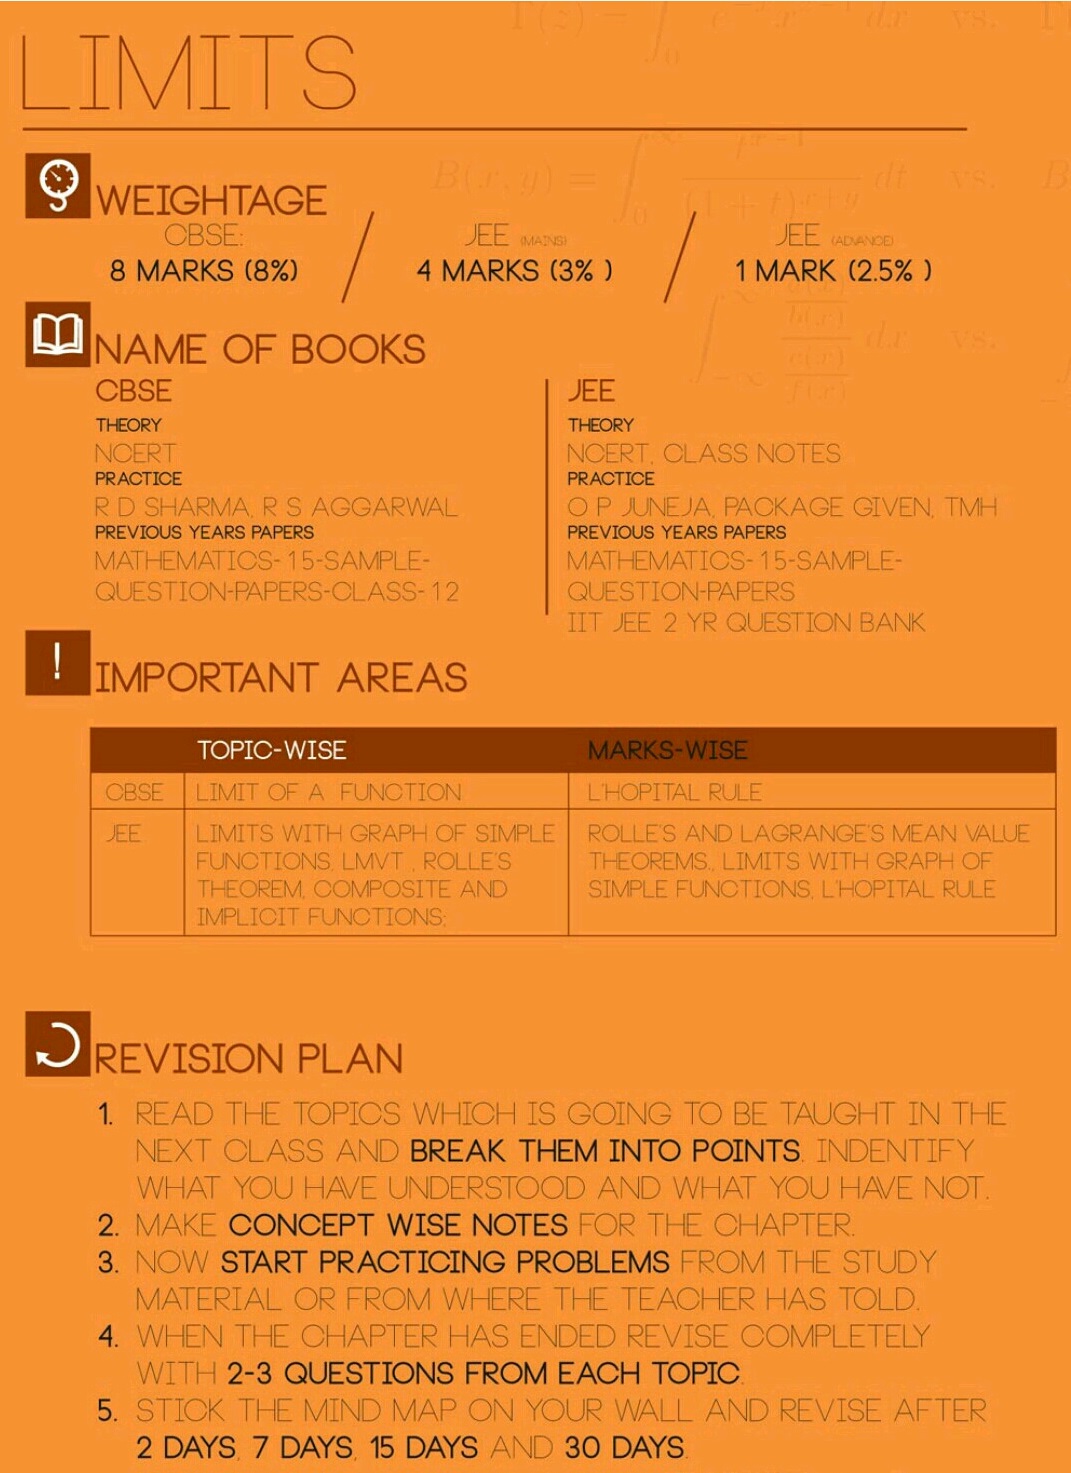 LIMITS
WEIGHTAGE
CBSE:
8 MARKS (8%)
JEE (MAINS)
4 MARKS (3% )
JEE (ADVANCE)
1 MARK (2.5% )
NAME OF BOOKS
CBSE
THEORY
NCERT
PRACTICE
R D SHARMA, R S AGGARWAL
PREVIOUS YEARS PAPERS
MATHEMATICS-15-SAMPLE-
QUESTION-PAPERS-CLASS-12
JEE
THEORY
NCERT, CLASS NOTES
PRACTICE
O P JUNEJA, PACKAGE GIVEN, TMH
PREVIOUS YEARS PAPERS
MATHEMATICS-15-SAMPLE-
QUESTION-PAPERS
IIT JEE 2 YR QUESTION BANK
!
IMPORTANT AREAS
TOPIC-WISE
MARKS-WISE
CBSE
LIMIT OF A FUNCTION
L'HOPITAL RULE
JEE
LIMITS WITH GRAPH OF SIMPLE
FUNCTIONS, LMVT , ROLLE'S
THEOREM, COMPOSITE AND
IMPLICIT FUNCTIONS;
ROLLE'S AND LAGRANGE'S MEAN VALUE
THEOREMS., LIMITS WITH GRAPH OF
SIMPLE FUNCTIONS, L'HOPITAL RULE
REVISION PLAN
1. READ THE TOPICS WHICH IS GOING TO BE TAUGHT IN THE
NEXT CLASS AND BREAK THEM INTO POINTS. INDENTIFY
WHAT YOU HAVE UNDERSTOOD AND WHAT YOU HAVE NOT.
2. MAKE CONCEPT WISE NOTES FOR THE CHAPTER.
3. NOW START PRACTICING PROBLEMS FROM THE STUDY
MATERIAL OR FROM WHERE THE TEACHER HAS TOLD.
4. WHEN THE CHAPTER HAS ENDED REVISE COMPLETELY
WITH 2-3 QUESTIONS FROM EACH TOPIC.
5. STICK THE MIND MAP ON YOUR WALL AND REVISE AFTER
2 DAYS, 7 DAYS, 15 DAYS AND 30 DAYS.